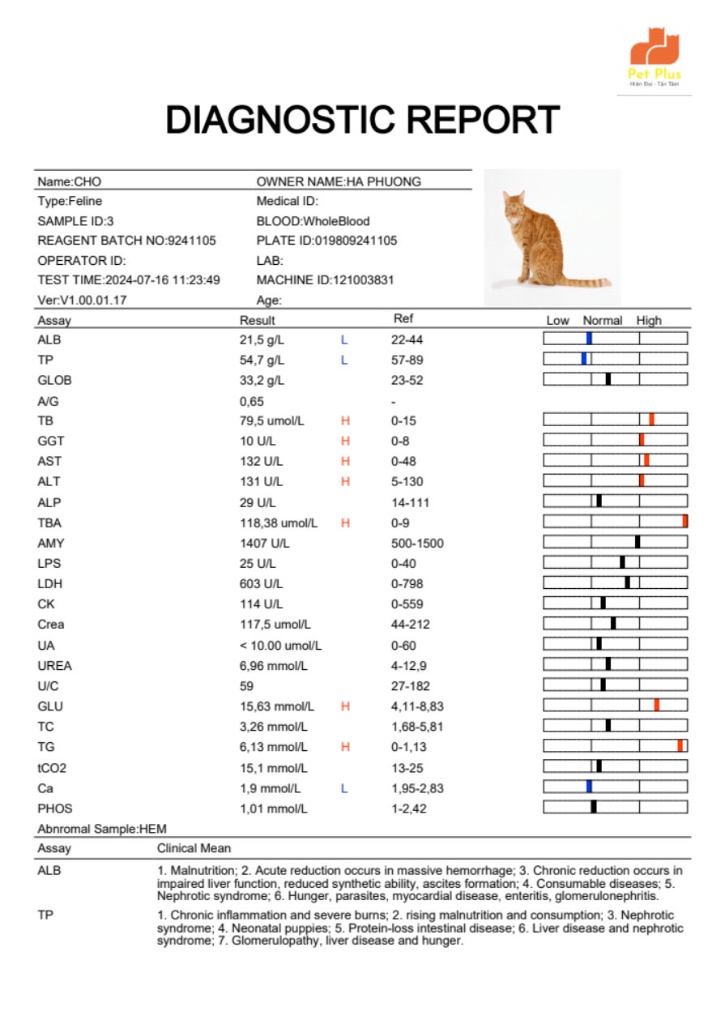 Pet Plus
Hiện Đại - Tận Tâm
DIAGNOSTIC REPORT
Name:CHO OWNER NAME:HA PHUONG
Type:Feline Medical ID:
SAMPLE ID:3 BLOOD:WholeBlood
REAGENT BATCH NO:9241105 PLATE ID:019809241105
OPERATOR ID: LAB:
TEST TIME:2024-07-16 11:23:49 MACHINE ID:121003831
Ver:V1.00.01.17 Age:
Assay Result Ref Low Normal High
ALB 21,5 g/L L 22-44
TP 54,7 g/L L 57-89
GLOB 33,2 g/L 23-52
A/G 0,65 -
TB 79,5 umol/L H 0-15
GGT 10 U/L H 0-8
AST 132 U/L H 0-48
ALT 131 U/L H 5-130
ALP 29 U/L 14-111
TBA 118,38 umol/L H 0-9
AMY 1407 U/L 500-1500
LPS 25 U/L 0-40
LDH 603 U/L 0-798
CK 114 U/L 0-559
Crea 117,5 umol/L 44-212
UA < 10.00 umol/L 0-60
UREA 6,96 mmol/L 4-12,9
U/C 59 27-182
GLU 15,63 mmol/L H 4,11-8,83
TC 3,26 mmol/L 1,68-5,81
TG 6,13 mmol/L H 0-1,13
tCO2 15,1 mmol/L 13-25
Ca 1,9 mmol/L L 1,95-2,83
PHOS 1,01 mmol/L 1-2,42
Abnromal Sample:HEM
Assay Clinical Mean
ALB 1. Malnutrition; 2. Acute reduction occurs in massive hemorrhage; 3. Chronic reduction occurs in
impaired liver function, reduced synthetic ability, ascites formation; 4. Consumable diseases; 5.
Nephrotic syndrome; 6. Hunger, parasites, myocardial disease, enteritis, glomerulonephritis.
TP 1. Chronic inflammation and severe burns; 2. rising malnutrition and consumption; 3. Nephrotic
syndrome; 4. Neonatal puppies; 5. Protein-loss intestinal disease; 6. Liver disease and nephrotic
syndrome; 7. Glomerulopathy, liver disease and hunger.